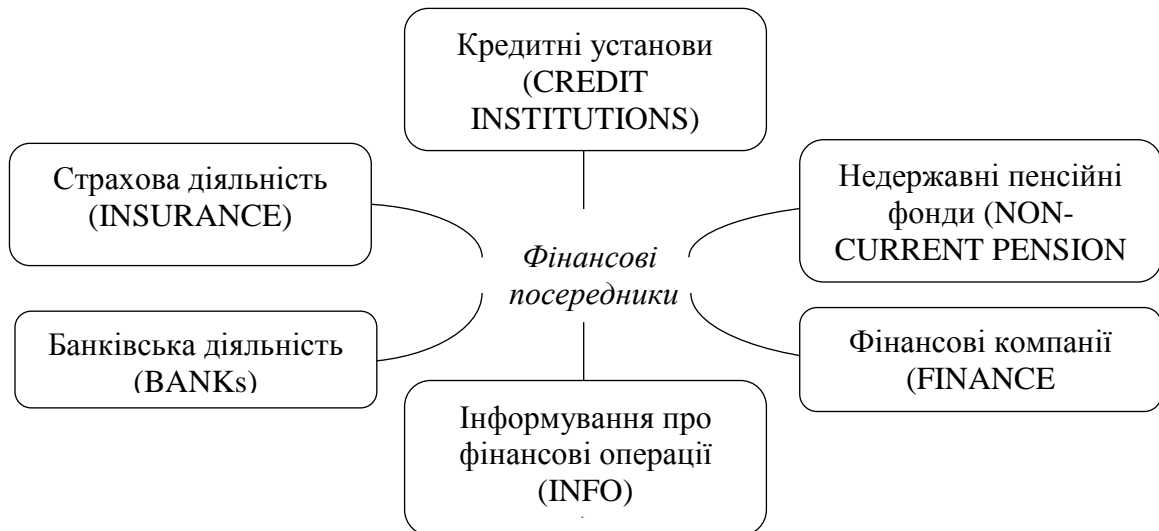 Кредитні установи
(CREDIT
INSTITUTIONS)
Страхова діяльність
(INSURANCE)
Недержавні пенсійні
фонди (NON-
CURRENT PENSION
Фінансові
посередники
Банківська діяльність
(BANKs)
Фінансові компанії
(FINANCE
Інформування про
фінансові операції
(INFO)